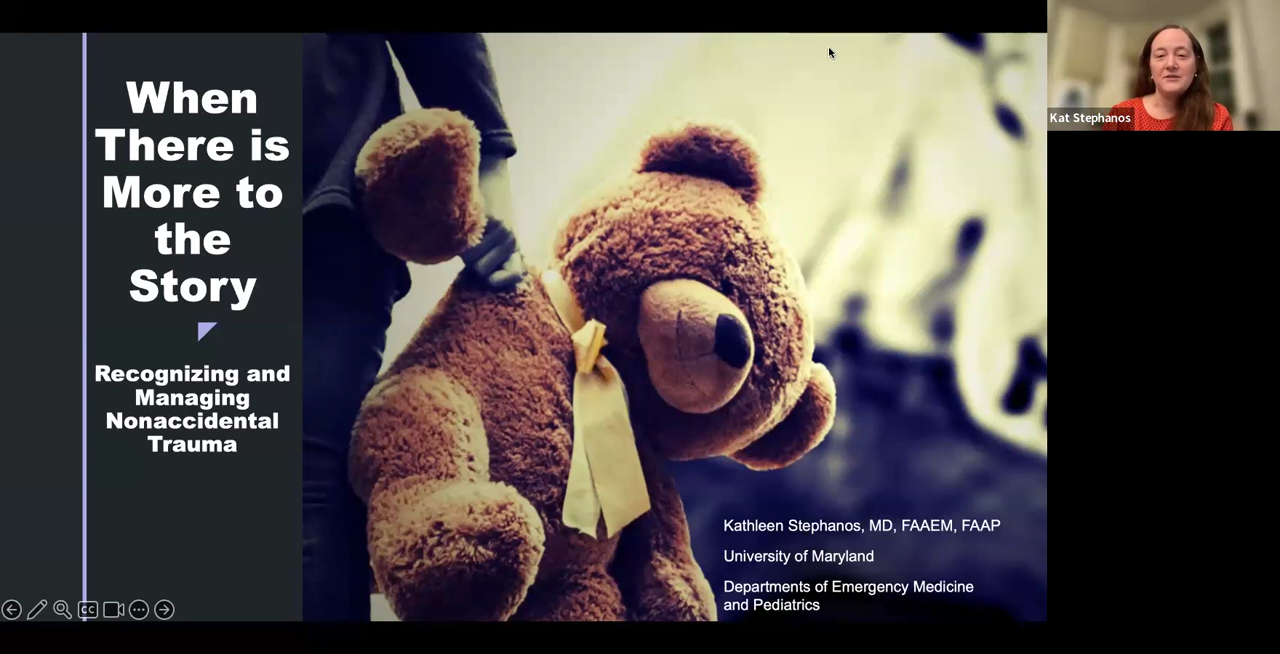 When
There is
More to
the
Story
Recognizing and
Managing
Nonaccidental
Trauma
Kathleen Stephanos, MD, FAAEM, FAAP
University of Maryland
Departments of Emergency Medicine
and Pediatrics
Kat Stephanos
CC